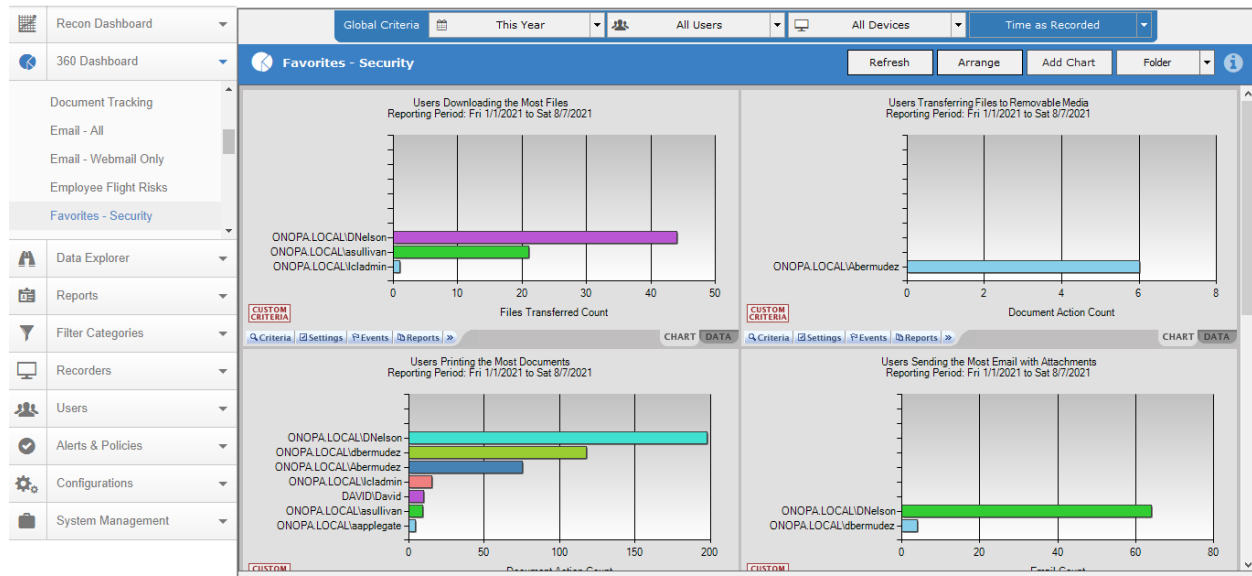 Recon Dashboard
360 Dashboard
Document Tracking
Email - All
Email - Webmail Only
Employee Flight Risks
Favorites - Security
Data Explorer
Reports
Filter Categories
Recorders
Users
Alerts & Policies
Configurations
System Management
Global Criteria This Year All Users All Devices Time as Recorded
Favorites - Security Refresh Arrange Add Chart Folder
Users Downloading the Most Files
Reporting Period: Fri 1/1/2021 to Sat 8/7/2021
ONOPA.LOCAL\DNelson
ONOPA.LOCAL\asullivan
ONOPA.LOCAL\lcladmin
0 10 20 30 40 50
Files Transferred Count
CUSTOM
CRITERIA
Criteria Settings Events Reports » CHART DATA
Users Transferring Files to Removable Media
Reporting Period: Fri 1/1/2021 to Sat 8/7/2021
ONOPA.LOCAL\Abermudez
0 2 4 6 8
Document Action Count
CUSTOM
CRITERIA
Criteria Settings Events Reports » CHART DATA
Users Printing the Most Documents
Reporting Period: Fri 1/1/2021 to Sat 8/7/2021
ONOPA.LOCAL\DNelson
ONOPA.LOCAL\dbermudez
ONOPA.LOCAL\Abermudez
ONOPA.LOCAL\lcladmin
DAVID\David
ONOPA.LOCAL\asullivan
ONOPA.LOCAL\aapplegate
0 50 100 150 200
CUSTOM Document Action Count
Users Sending the Most Email with Attachments
Reporting Period: Fri 1/1/2021 to Sat 8/7/2021
ONOPA.LOCAL\DNelson
ONOPA.LOCAL\dbermudez
0 20 40 60 80
CUSTOM Email Count